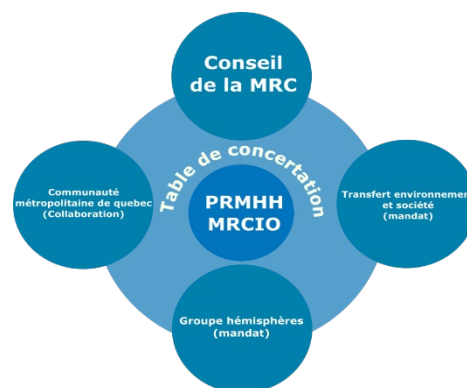 Conseil
de la MRC
Table de concertation
PRMHH
MRCIO
Communauté
métropolitaine de quebec
(Collaboration)
Transfert environnement
et société
(mandat)
Groupe hémisphères
(mandat)